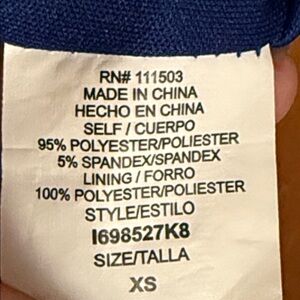 RN# 111503
MADE IN CHINA
HECHO EN CHINA
SELF / CUERPO
95% POLYESTER/POLIESTER
5% SPANDEX/SPANDEX
LINING / FORRO
100% POLYESTER/POLIESTER
STYLE/ESTILO
I698527K8
SIZE/TALLA
XS